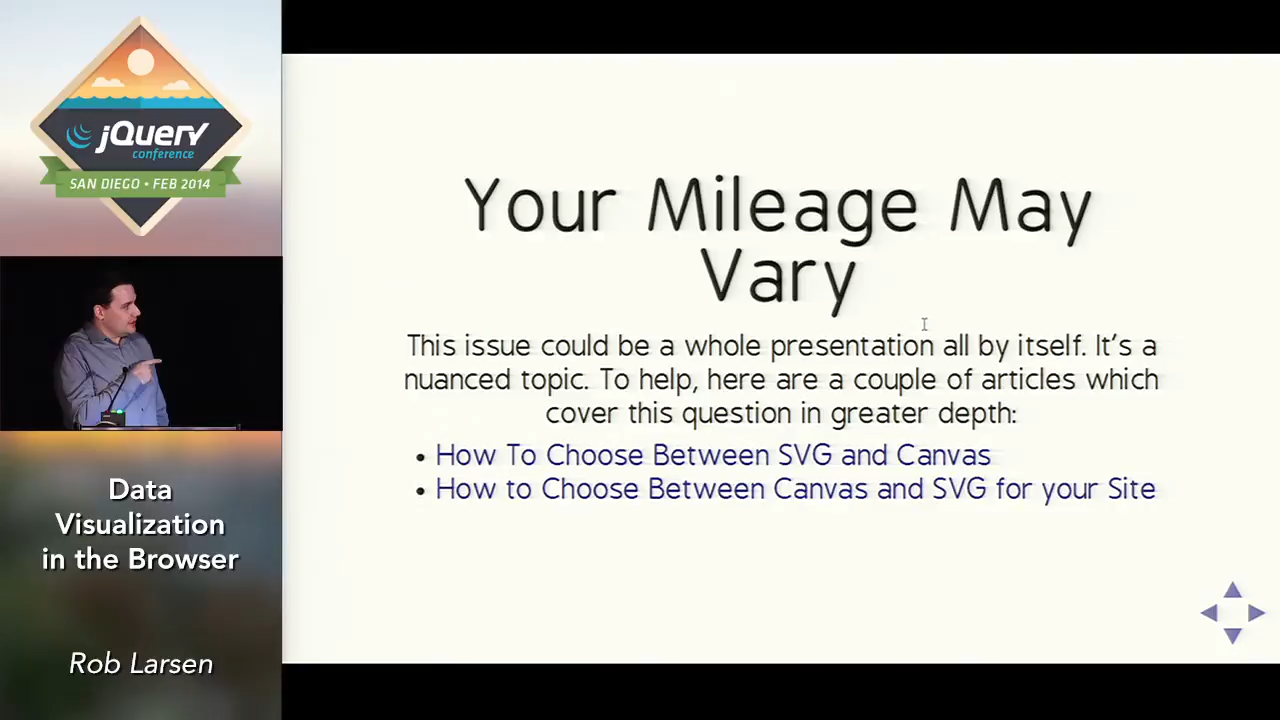 jQuery
conference
SAN DIEGO • FEB 2014
Data
Visualization
in the Browser
Rob Larsen
Your Mileage May
Vary
This issue could be a whole presentation all by itself. It's a
nuanced topic. To help, here are a couple of articles which
cover this question in greater depth:
• How To Choose Between SVG and Canvas
• How to Choose Between Canvas and SVG for your Site